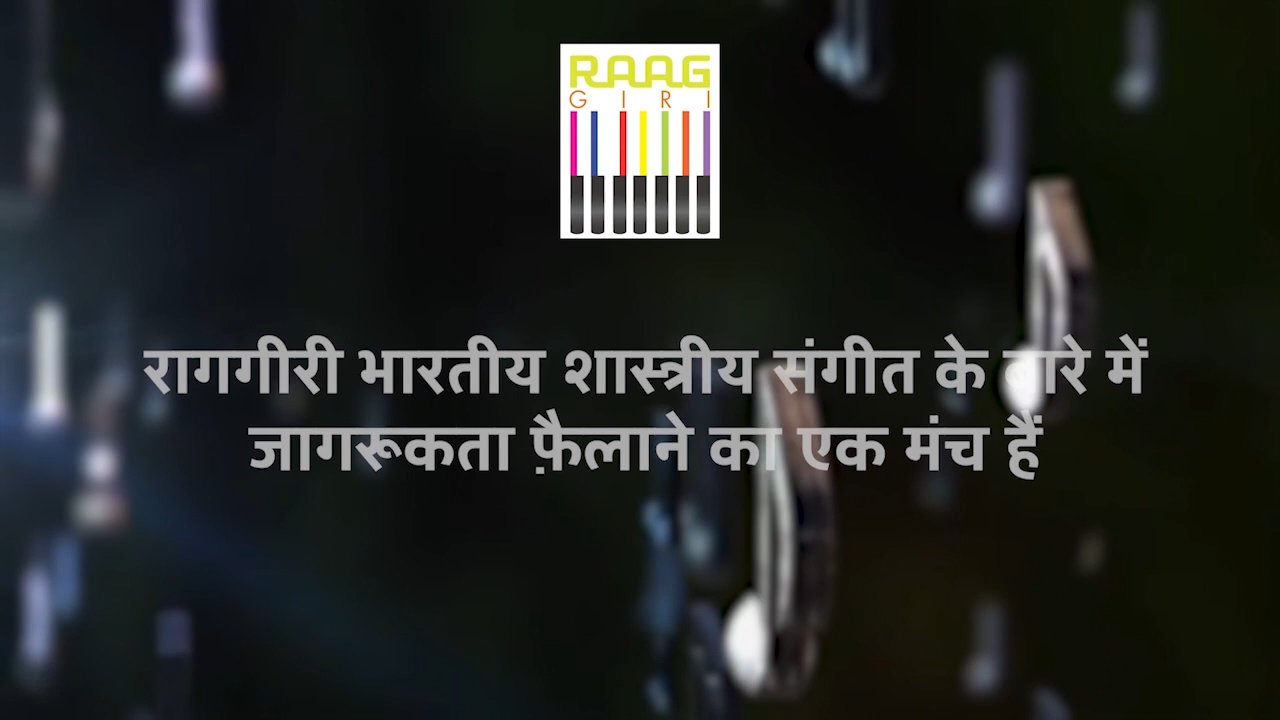 RAAG
GIRI
रागगीरी भारतीय शास्त्रीय संगीत के बारे में
जागरूकता फ़ैलाने का एक मंच हैं